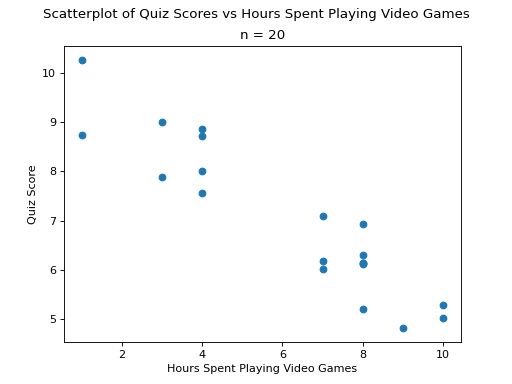 Scatterplot of Quiz Scores vs Hours Spent Playing Video Games
n = 20
10
9
8
7
6
5
Quiz Score
2
4
6
8
10
Hours Spent Playing Video Games